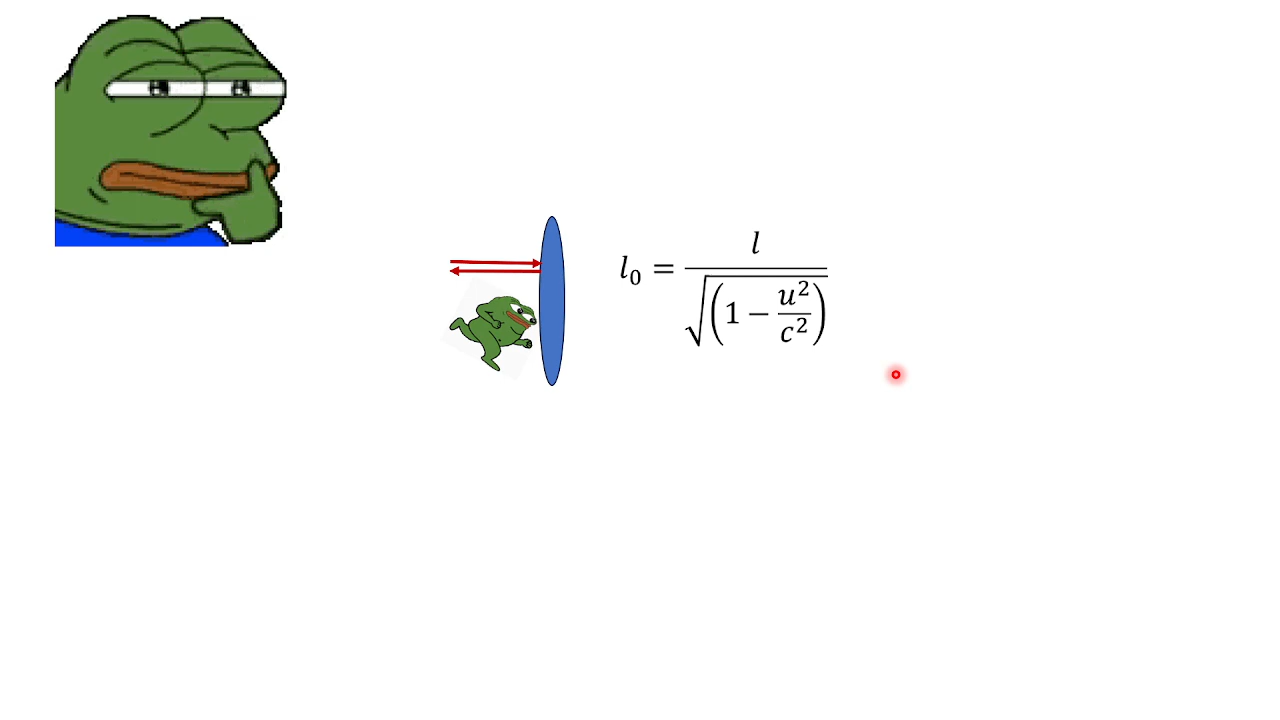 l₀ = l / √((1 − u²/c²))